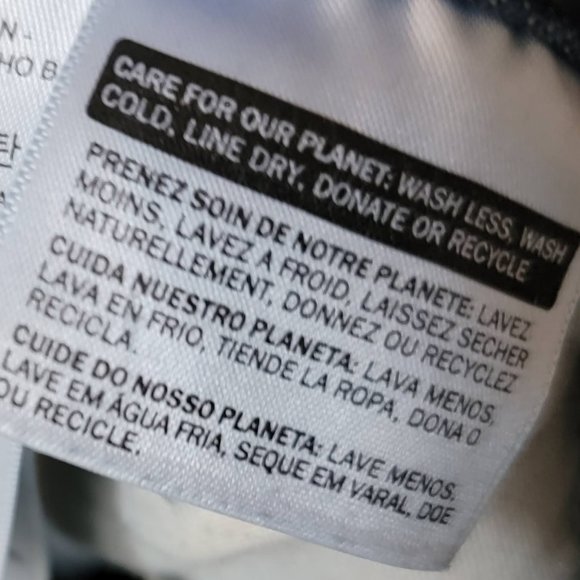 N -
HO B
탄
A
CARE FOR OUR PLANET: WASH LESS, WASH
COLD, LINE DRY, DONATE OR RECYCLE
PRENEZ SOIN DE NOTRE PLANETE: LAVEZ
MOINS, LAVEZ A FROID, LAISSEZ SECHER
NATURELLEMENT, DONNEZ OU RECYCLEZ
CUIDA NUESTRO PLANETA: LAVA MENOS,
LAVA EN FRIO, TIENDE LA ROPA, DONA O
RECICLA.
CUIDE DO NOSSO PLANETA: LAVE MENOS,
LAVE EM ÁGUA FRIA, SEQUE EM VARAL, DOE
OU RECICLE.